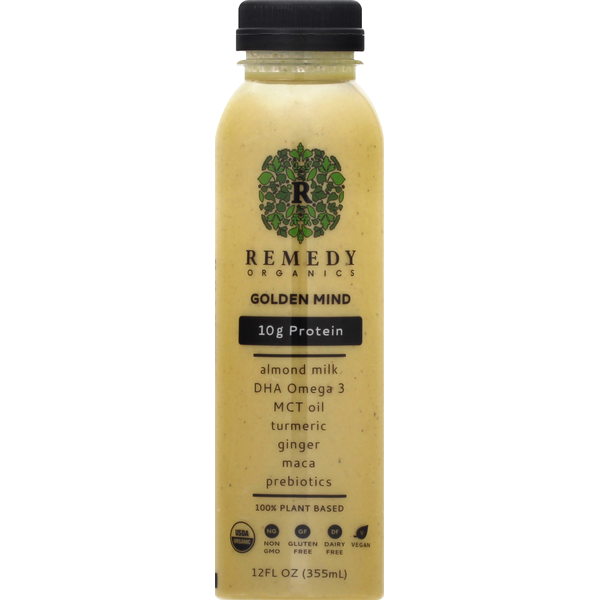 R
REMEDY
ORGANICS
GOLDEN MIND
10g Protein
almond milk
DHA Omega 3
MCT oil
turmeric
ginger
maca
prebiotics
100% PLANT BASED
USDA
ORGANIC
NG
NON
GMO
GF
GLUTEN
FREE
DF
DAIRY
FREE
V
VEGAN
12FL OZ (355mL)